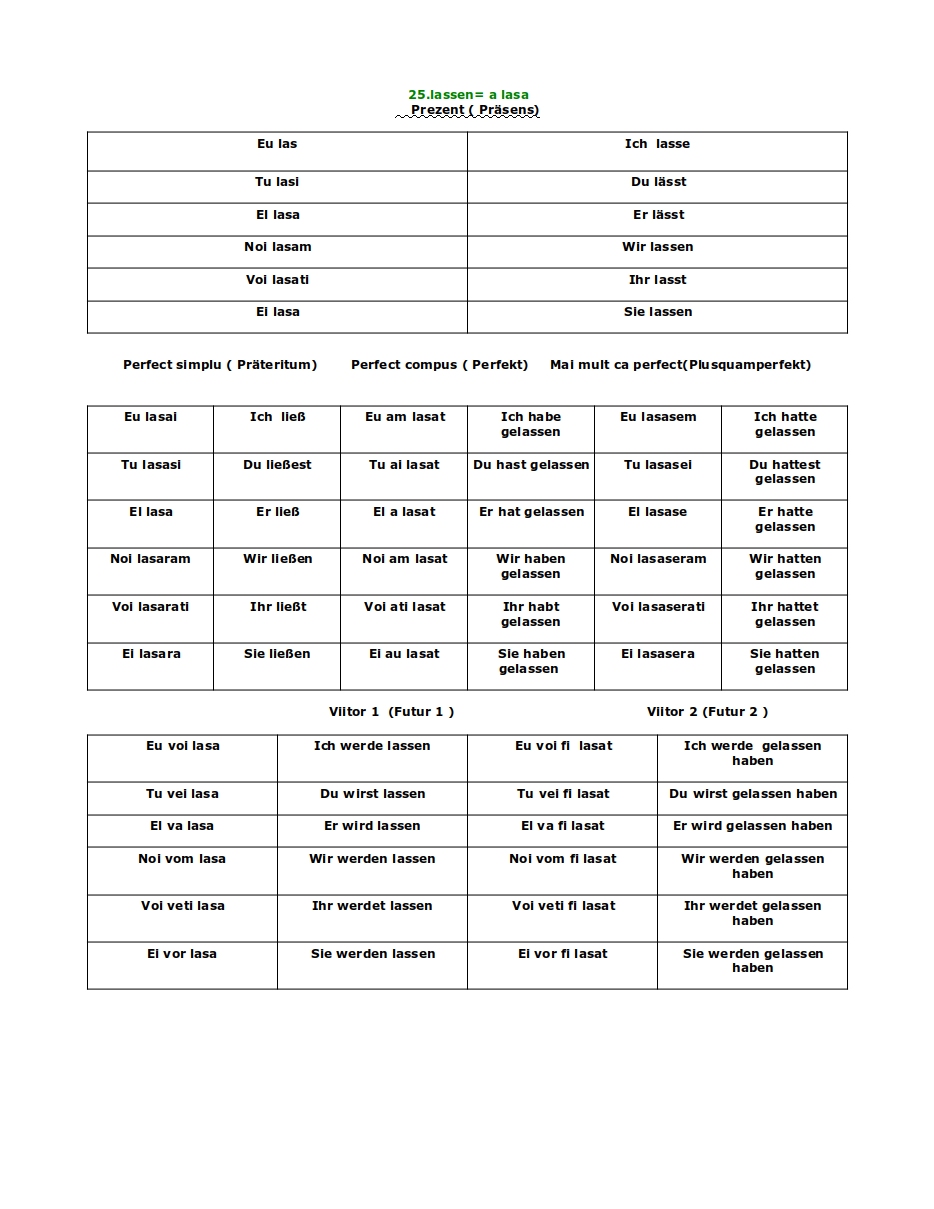 25.lassen= a lasa
Prezent ( Präsens)
Eu las Ich lasse
Tu lasi Du lässt
El lasa Er lässt
Noi lasam Wir lassen
Voi lasati Ihr lasst
Ei lasa Sie lassen
Perfect simplu ( Präteritum) Perfect compus ( Perfekt) Mai mult ca perfect(Plusquamperfekt)
Eu lasai Ich ließ Eu am lasat Ich habe Eu lasasem Ich hatte
gelassen gelassen
Tu lasasi Du ließest Tu ai lasat Du hast gelassen Tu lasasei Du hattest
gelassen
El lasa Er ließ El a lasat Er hat gelassen El lasase Er hatte
gelassen
Noi lasaram Wir ließen Noi am lasat Wir haben Noi lasaseram Wir hatten
gelassen gelassen
Voi lasarati Ihr ließt Voi ati lasat Ihr habt Voi lasaserati Ihr hattet
gelassen gelassen
Ei lasara Sie ließen Ei au lasat Sie haben Ei lasasera Sie hatten
gelassen gelassen
Viitor 1 (Futur 1 ) Viitor 2 (Futur 2 )
Eu voi lasa Ich werde lassen Eu voi fi lasat Ich werde gelassen
haben
Tu vei lasa Du wirst lassen Tu vei fi lasat Du wirst gelassen haben
El va lasa Er wird lassen El va fi lasat Er wird gelassen haben
Noi vom lasa Wir werden lassen Noi vom fi lasat Wir werden gelassen
haben
Voi veti lasa Ihr werdet lassen Voi veti fi lasat Ihr werdet gelassen
haben
Ei vor lasa Sie werden lassen Ei vor fi lasat Sie werden gelassen
haben